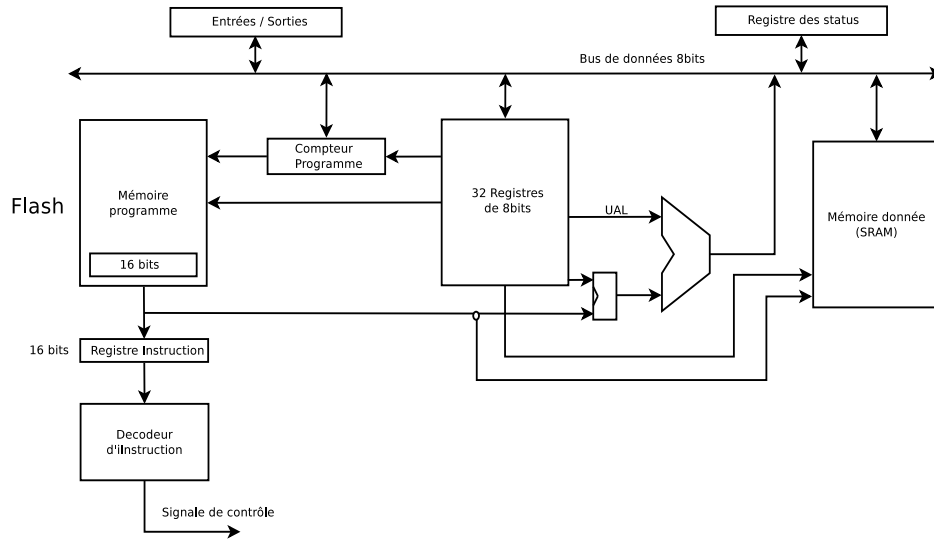 Entrées / Sorties
Registre des status
Bus de données 8bits
Compteur
Programme
Mémoire
programme
Flash
32 Registres
de 8bits
UAL
Mémoire donnée
(SRAM)
16 bits
16 bits
Registre Instruction
Decodeur
d'iInstruction
Signale de contrôle